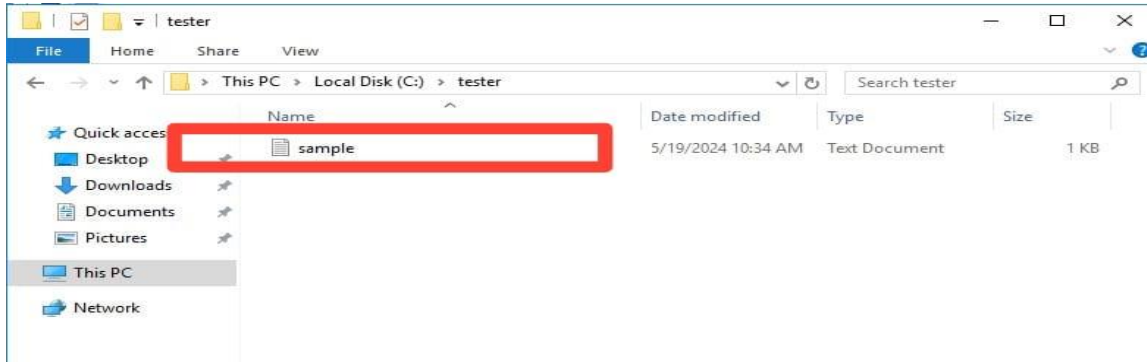 tester
File Home Share View
This PC > Local Disk (C:) > tester
Search tester
Name Date modified Type Size
Quick acces
sample 5/19/2024 10:34 AM Text Document 1 KB
Desktop
Downloads
Documents
Pictures
This PC
Network